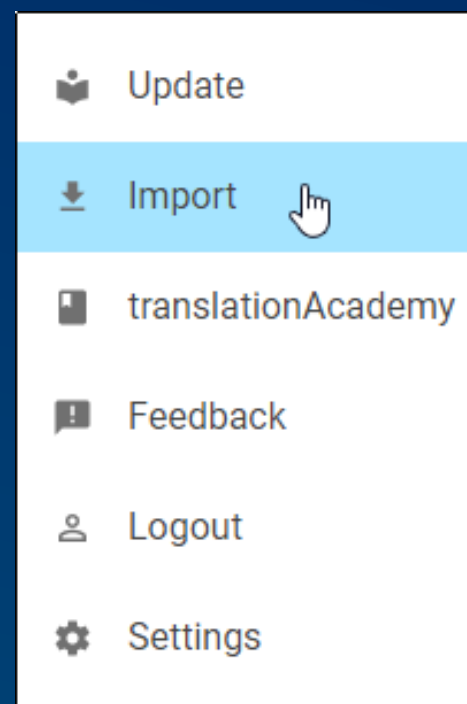 Update
Import
translationAcademy
Feedback
Logout
Settings